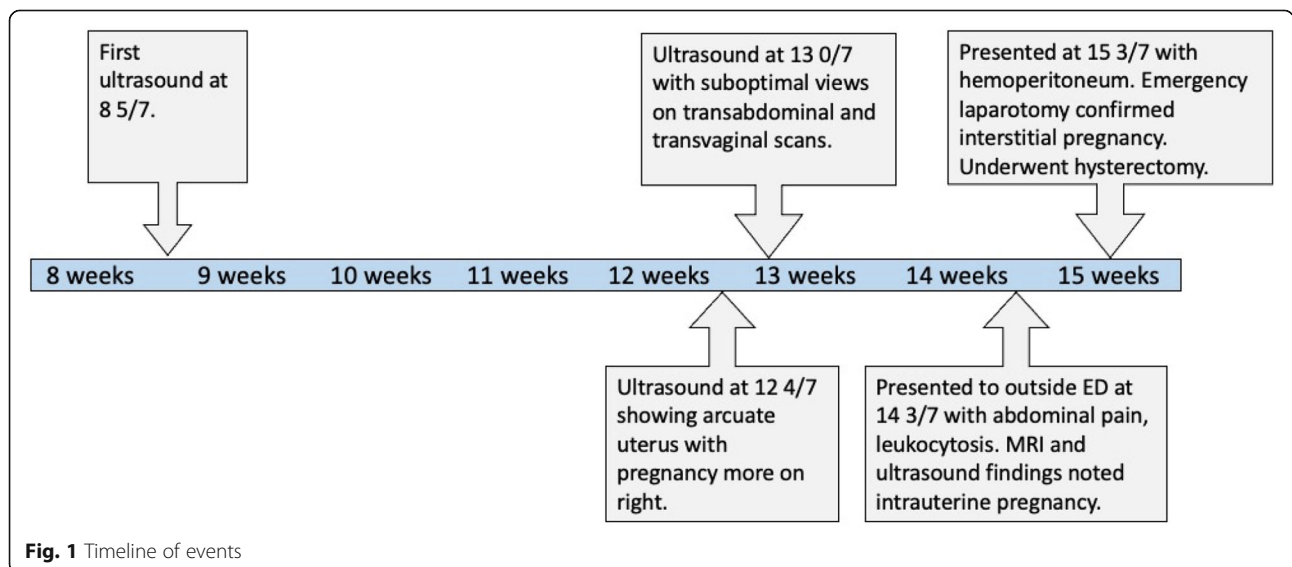 First
ultrasound at
8 5/7.
Ultrasound at 13 0/7
with suboptimal views
on transabdominal and
transvaginal scans.
Presented at 15 3/7 with
hemoperitoneum. Emergency
laparotomy confirmed
interstitial pregnancy.
Underwent hysterectomy.
8 weeks 9 weeks 10 weeks 11 weeks 12 weeks 13 weeks 14 weeks 15 weeks
Ultrasound at 12 4/7
showing arcuate
uterus with
pregnancy more on
right.
Presented to outside ED at
14 3/7 with abdominal pain,
leukocytosis. MRI and
ultrasound findings noted
intrauterine pregnancy.
Fig. 1 Timeline of events